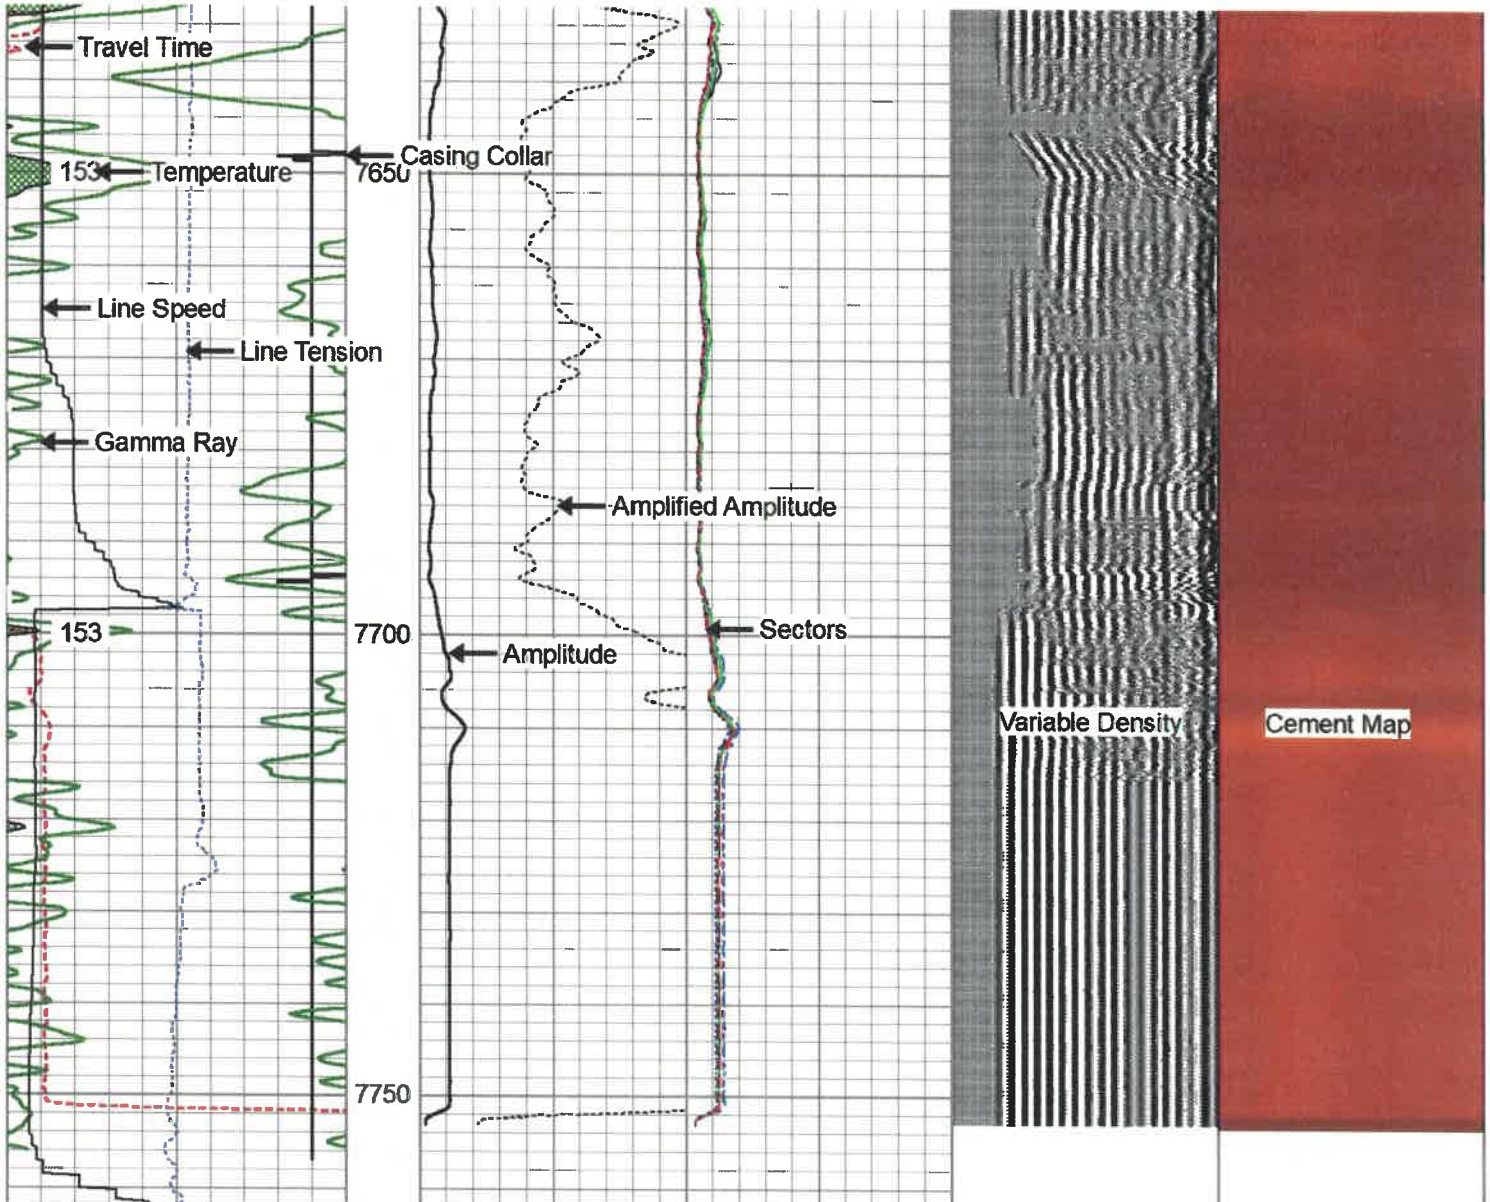 Travel Time
Casing Collar
153
Temperature
7650
Line Speed
Line Tension
Gamma Ray
Amplified Amplitude
153
7700
Sectors
Amplitude
Variable Density
Cement Map
7750